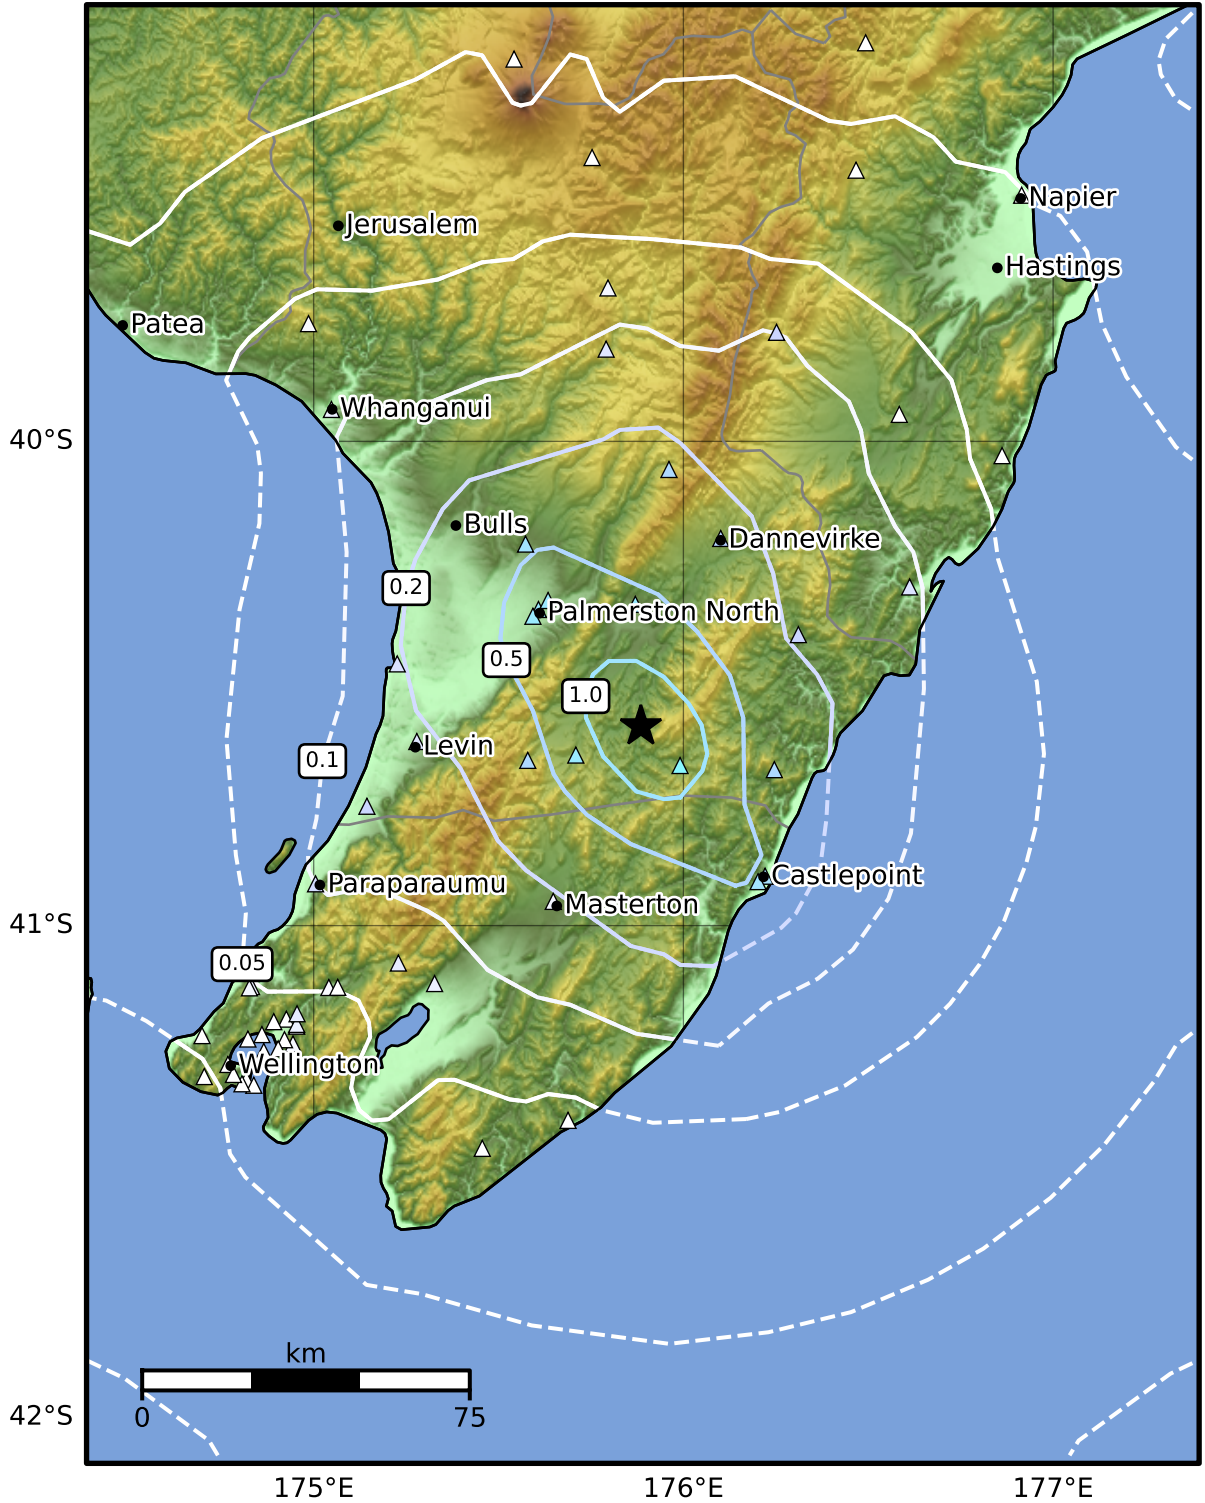 Napier
Jerusalem
Hastings
Patea
Whanganui
40°S
Bulls
Dannevirke
0.2
Palmerston North
0.5
1.0
Levin
0.1
Castlepoint
Paraparaumu
Masterton
41°S
0.05
Wellington
km
0 75
42°S
175°E 176°E 177°E